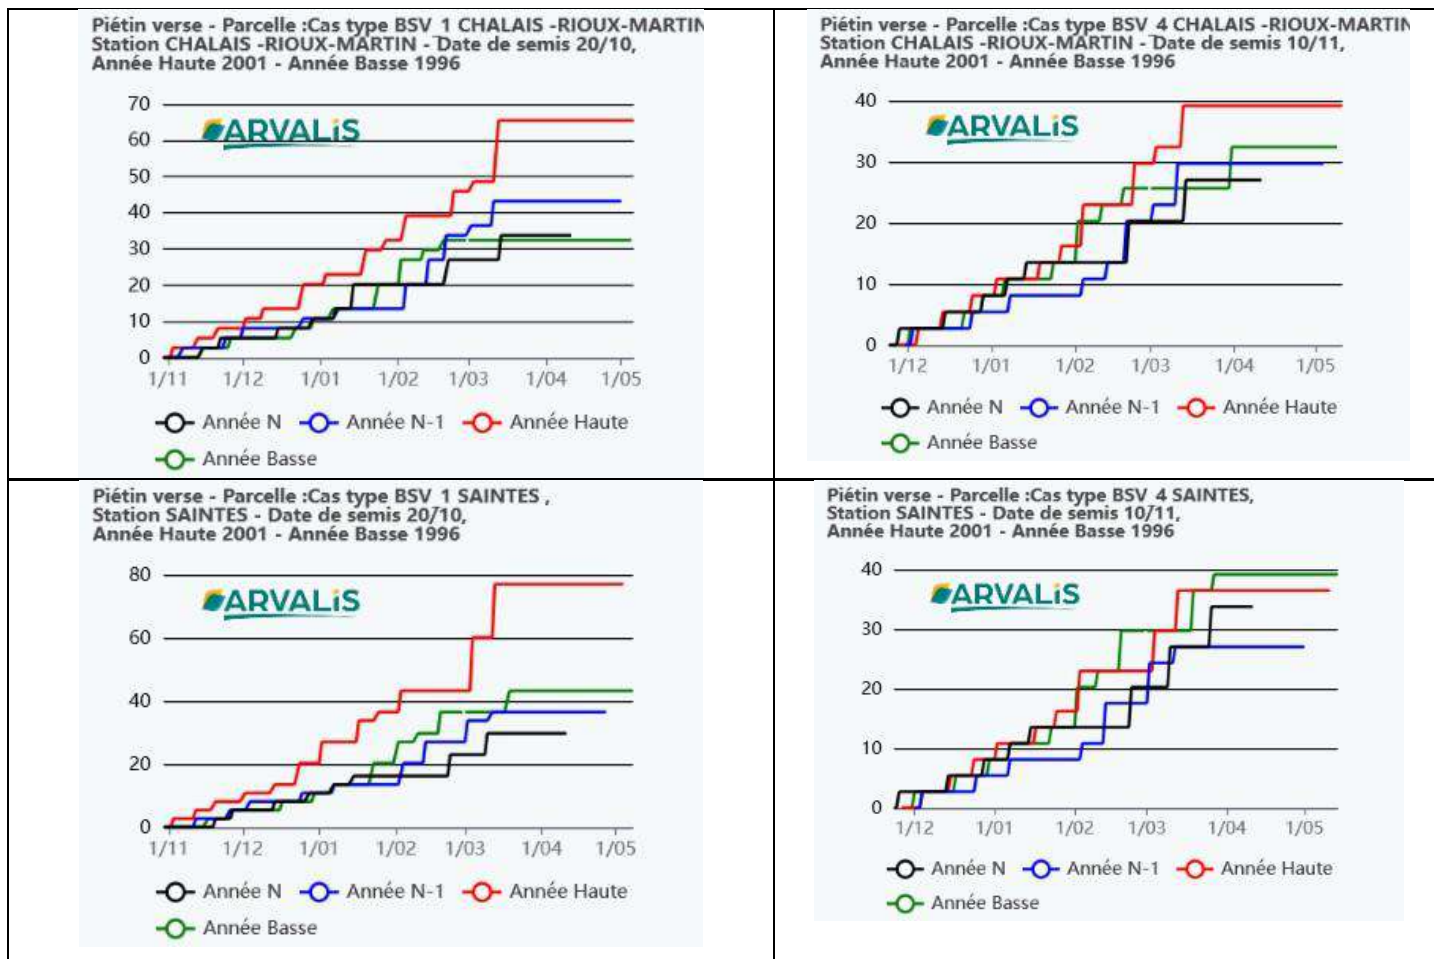 Piétin verse - Parcelle :Cas type BSV_1 CHALAIS -RIOUX-MARTIN
Station CHALAIS -RIOUX-MARTIN - Date de semis 20/10,
Année Haute 2001 - Année Basse 1996
ARVALiS
70
60
50
40
30
20
10
0
1/11 1/12 1/01 1/02 1/03 1/04 1/05
Année N Année N-1 Année Haute
Année Basse
Piétin verse - Parcelle :Cas type BSV_4 CHALAIS -RIOUX-MARTIN
Station CHALAIS -RIOUX-MARTIN - Date de semis 10/11,
Année Haute 2001 - Année Basse 1996
ARVALiS
40
30
20
10
0
1/12 1/01 1/02 1/03 1/04 1/05
Année N Année N-1 Année Haute
Année Basse
Piétin verse - Parcelle :Cas type BSV_1 SAINTES ,
Station SAINTES - Date de semis 20/10,
Année Haute 2001 - Année Basse 1996
ARVALiS
80
60
40
20
0
1/11 1/12 1/01 1/02 1/03 1/04 1/05
Année N Année N-1 Année Haute
Année Basse
Piétin verse - Parcelle :Cas type BSV_4 SAINTES,
Station SAINTES - Date de semis 10/11,
Année Haute 2001 - Année Basse 1996
ARVALiS
40
30
20
10
0
1/12 1/01 1/02 1/03 1/04 1/05
Année N Année N-1 Année Haute
Année Basse